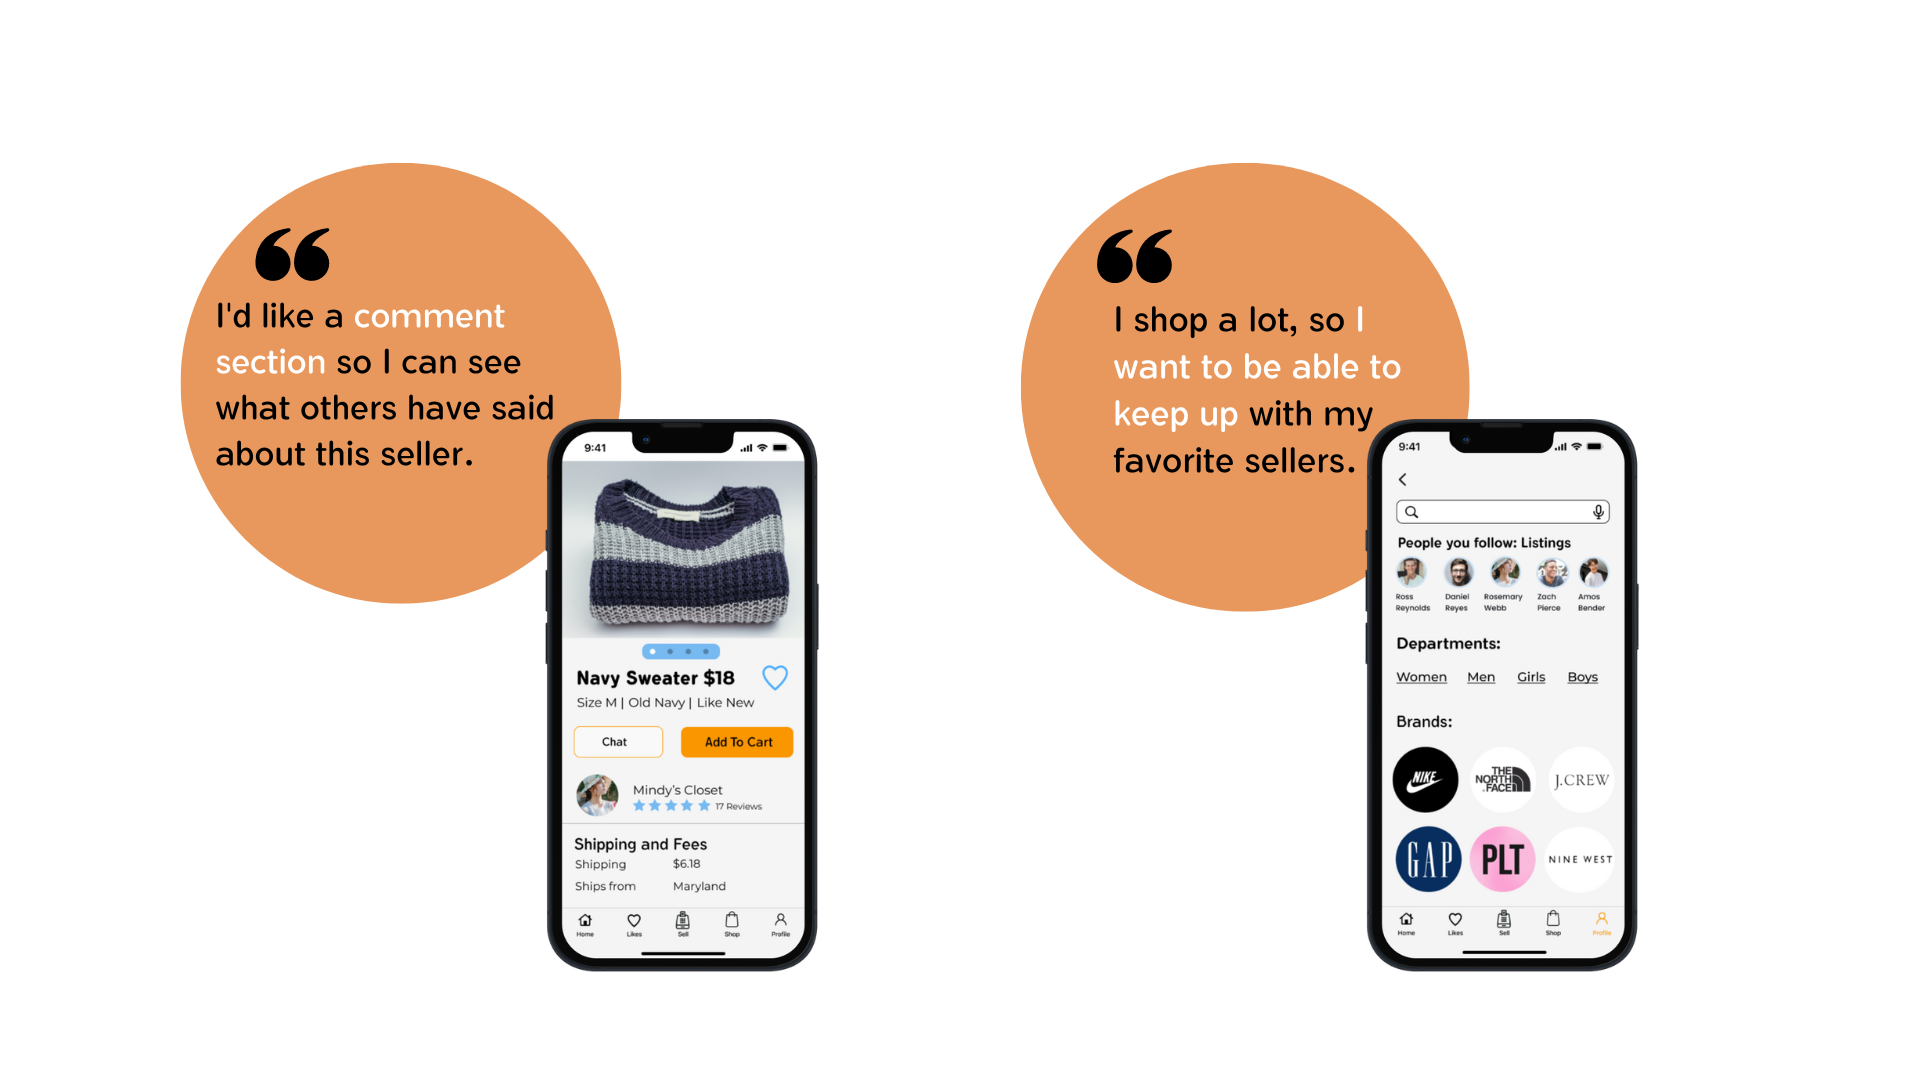 “
I'd like a comment
section so I can see
what others have said
about this seller.
9:41
Navy Sweater $18
Size M | Old Navy | Like New
Chat
Add To Cart
Mindy's Closet
17 Reviews
Shipping and Fees
Shipping $6.18
Ships from Maryland
Home Likes Sell Shop Profile
“
I shop a lot, so I
want to be able to
keep up with my
favorite sellers.
9:41
People you follow: Listings
Ross Reynolds
Daniel Reyes
Rosemary Webb
Zach Pierce
Amos Bender
Departments:
Women Men Girls Boys
Brands:
NIKE
THE
NORTH
FACE
J.CREW
GAP
PLT
NINE WEST
Home Likes Sell Shop Profile